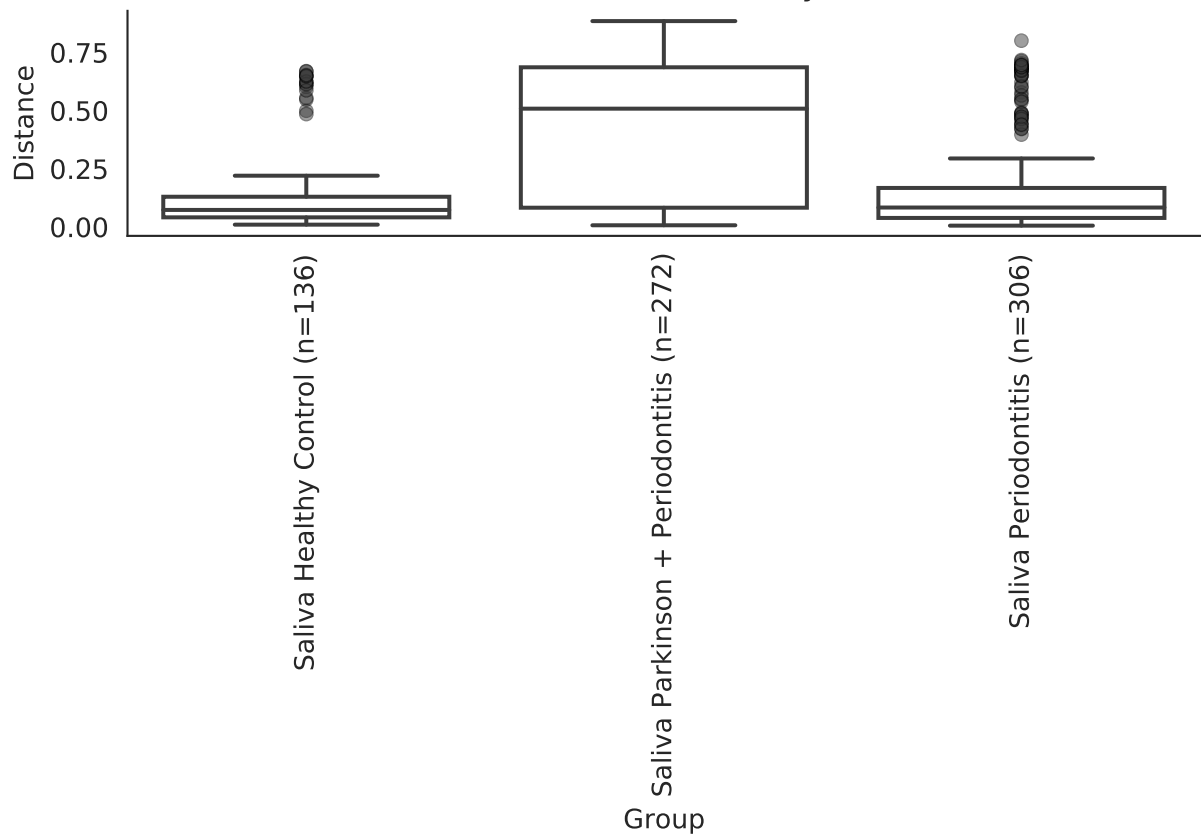 Distance
0.75
0.50
0.25
0.00
Saliva Healthy Control (n=136)
Saliva Parkinson + Periodontitis (n=272)
Saliva Periodontitis (n=306)
Group